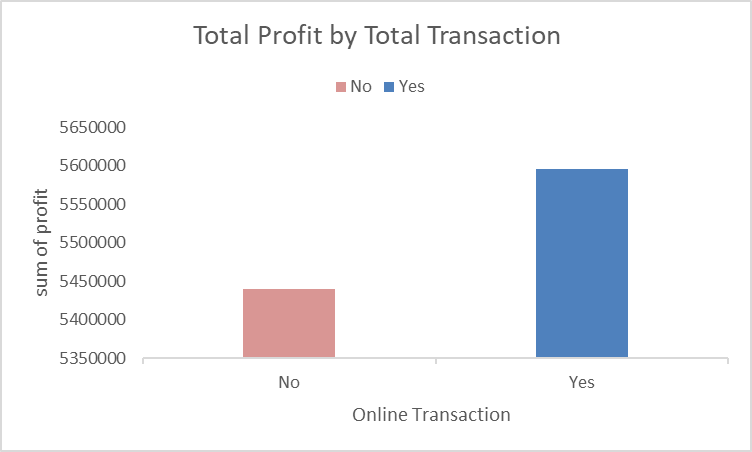 Total Profit by Total Transaction
No Yes
sum of profit
5650000
5600000
5550000
5500000
5450000
5400000
5350000
No Yes
Online Transaction